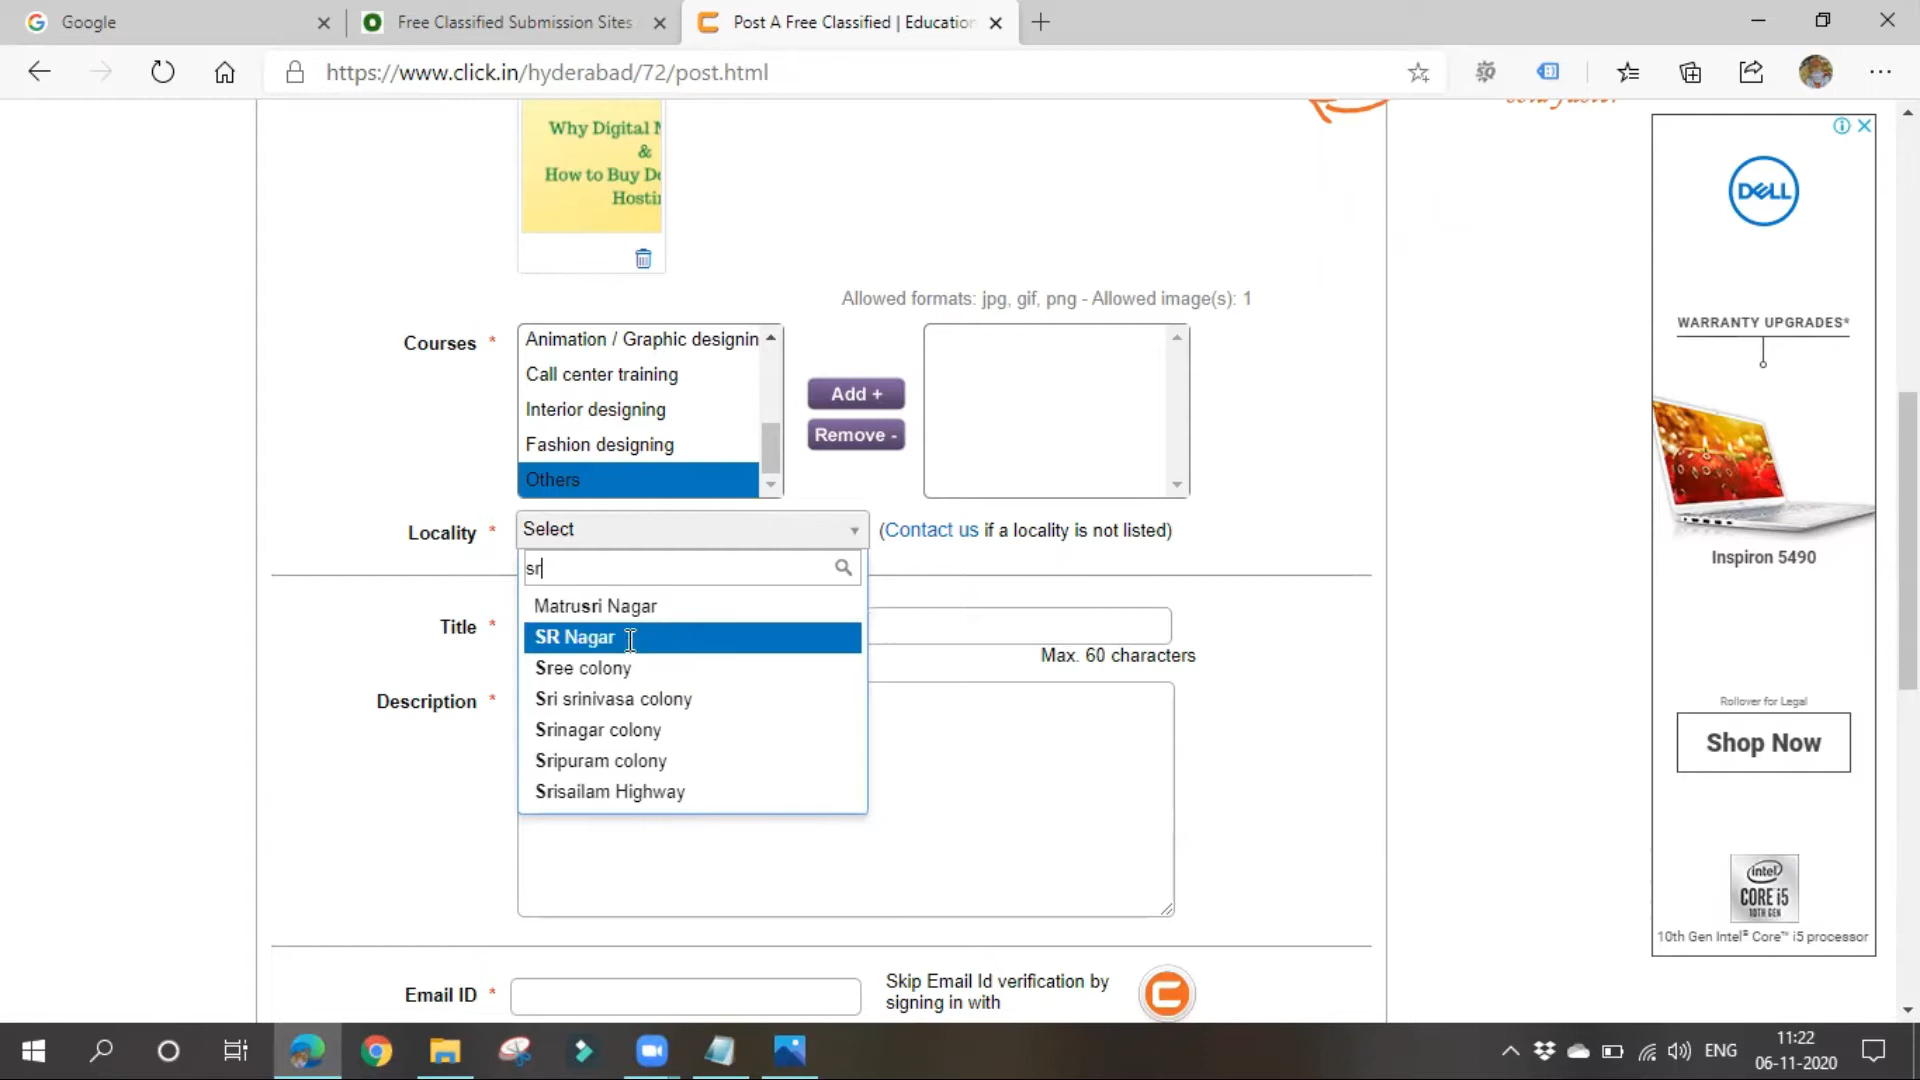 Google
Free Classified Submission Sites
Post A Free Classified | Education
https://www.click.in/hyderabad/72/post.html
Why Digital
&
How to Buy
Allowed formats: jpg, gif, png - Allowed image(s): 1
Courses *
Animation / Graphic designin
Call center training
Interior designing
Fashion designing
Others
Add +
Remove -
Locality *
Select
(Contact us if a locality is not listed)
sr
Matrusri Nagar
SR Nagar
Sree colony
Sri srinivasa colony
Srinagar colony
Sripuram colony
Srisailam Highway
Title *
Max. 60 characters
Description *
Email ID *
Skip Email Id verification by
signing in with
DELL
WARRANTY UPGRADES*
Inspiron 5490
Rollover for Legal
Shop Now
intel
CORE i5
10TH GEN
10th Gen Intel® Core™ i5 processor
ENG
11:22
06-11-2020